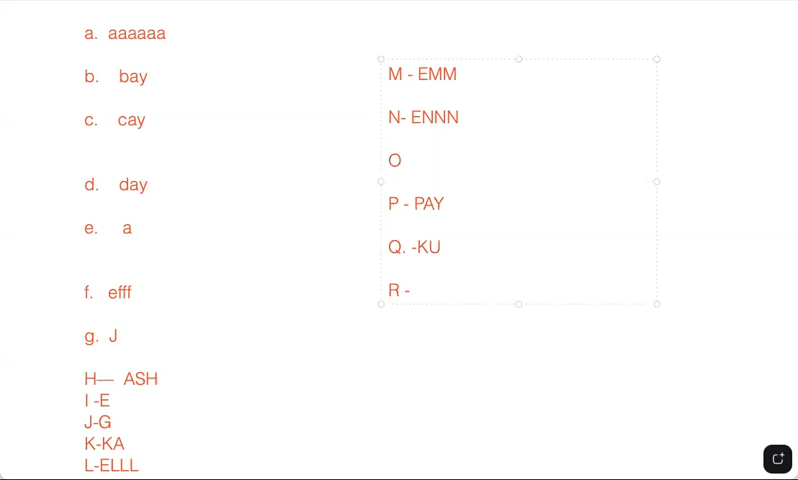 a. aaaaaa
b. bay
c. cay
d. day
e. a
f. efff
g. J
H— ASH
I -E
J-G
K-KA
L-ELLL
M - EMM
N- ENNN
O
P - PAY
Q. -KU
R -